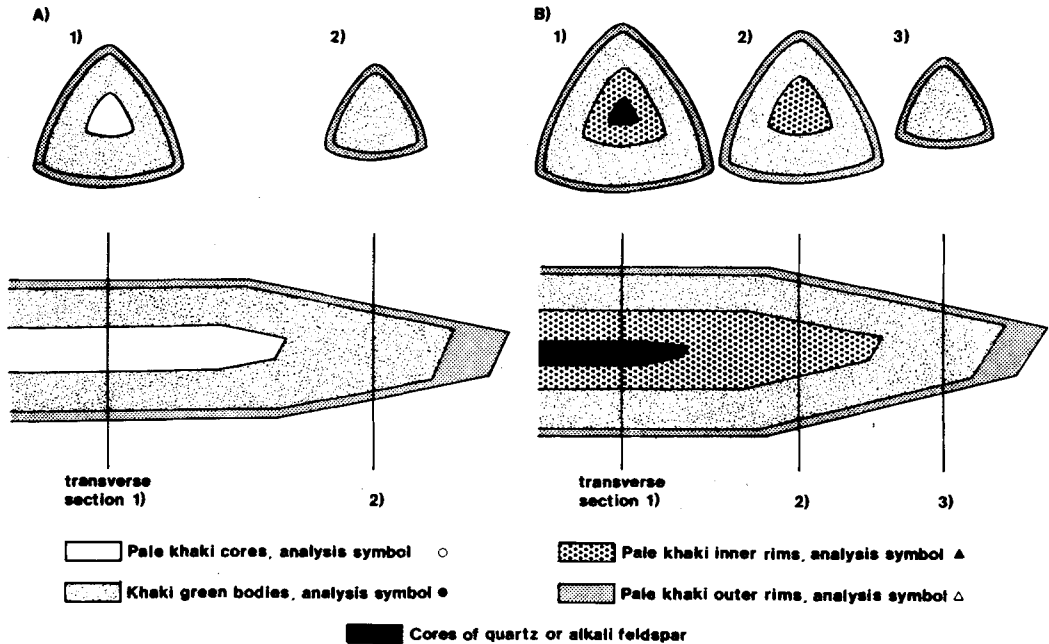 A)
1)
2)
B)
1)
2)
3)
transverse
section 1)
2)
transverse
section 1)
2)
3)
Pale khaki cores, analysis symbol ○
Khaki green bodies, analysis symbol ●
Pale khaki inner rims, analysis symbol ▲
Pale khaki outer rims, analysis symbol △
Cores of quartz or alkali feldspar